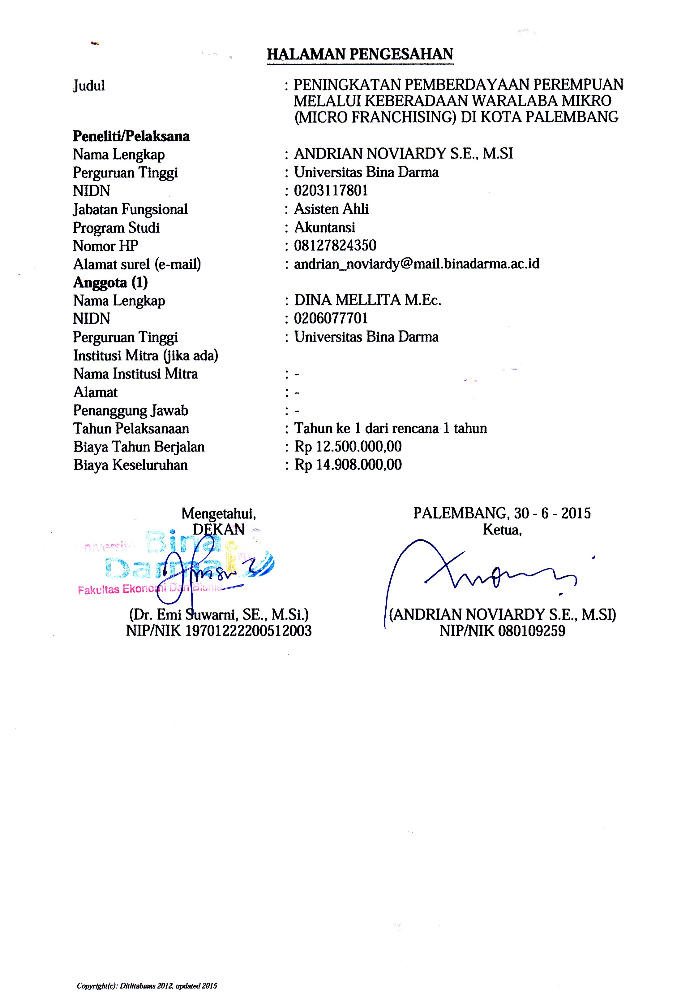 HALAMAN PENGESAHAN
Judul : PENINGKATAN PEMBERDAYAAN PEREMPUAN
MELALUI KEBERADAAN WARALABA MIKRO
(MICRO FRANCHISING) DI KOTA PALEMBANG
Peneliti/Pelaksana
Nama Lengkap : ANDRIAN NOVIARDY S.E., M.SI
Perguruan Tinggi : Universitas Bina Darma
NIDN : 0203117801
Jabatan Fungsional : Asisten Ahli
Program Studi : Akuntansi
Nomor HP : 08127824350
Alamat surel (e-mail) : andrian_noviardy@mail.binadarma.ac.id
Anggota (1)
Nama Lengkap : DINA MELLITA M.Ec.
NIDN : 0206077701
Perguruan Tinggi : Universitas Bina Darma
Institusi Mitra (jika ada)
Nama Institusi Mitra : -
Alamat : -
Penanggung Jawab : -
Tahun Pelaksanaan : Tahun ke 1 dari rencana 1 tahun
Biaya Tahun Berjalan : Rp 12.500.000,00
Biaya Keseluruhan : Rp 14.908.000,00
Mengetahui, PALEMBANG, 30 - 6 - 2015
DEKAN Ketua,
Bina
Darma
Fakultas Ekonomi Dan Bisnis
(Dr. Emi Suwarni, SE., M.Si.) (ANDRIAN NOVIARDY S.E., M.SI)
NIP/NIK 19701222200512003 NIP/NIK 080109259
Copyright(c): Ditlitabmas 2012, updated 2015